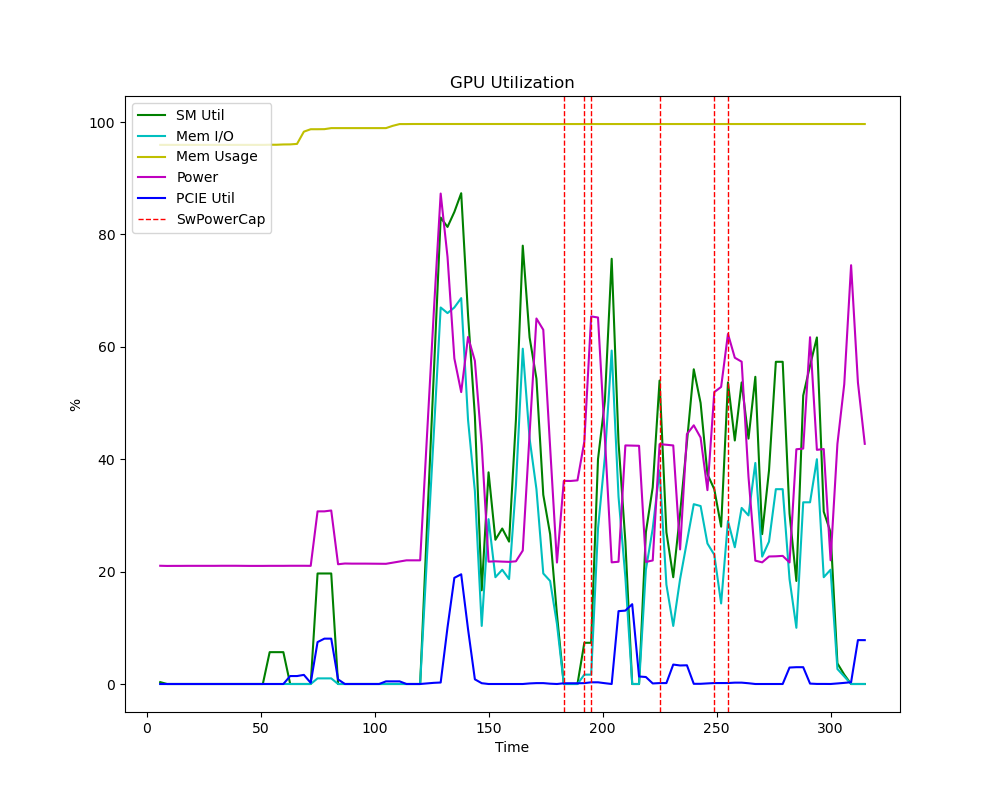 GPU Utilization
SM Util
Mem I/O
Mem Usage
Power
PCIE Util
SwPowerCap
100
80
60
40
20
0
%
0 50 100 150 200 250 300
Time